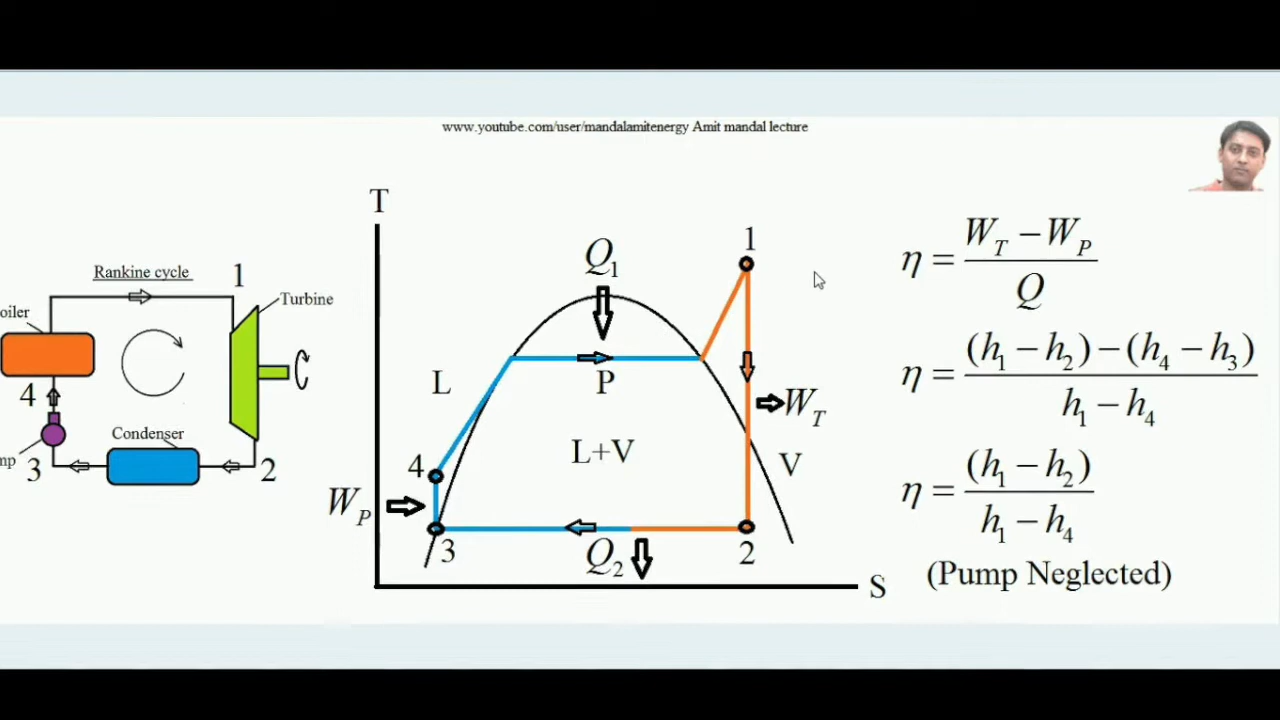 www.youtube.com/user/mandalamitenergy Amit mandal lecture
Rankine cycle
oiler
1
Turbine
4
Condenser
mp
3
2
T
Q1
1
L
P
WT
4
L+V
V
WP
3
Q2
2
S
η = (WT − WP) / Q
η = ((h1 − h2) − (h4 − h3)) / (h1 − h4)
η = (h1 − h2) / (h1 − h4)
(Pump Neglected)